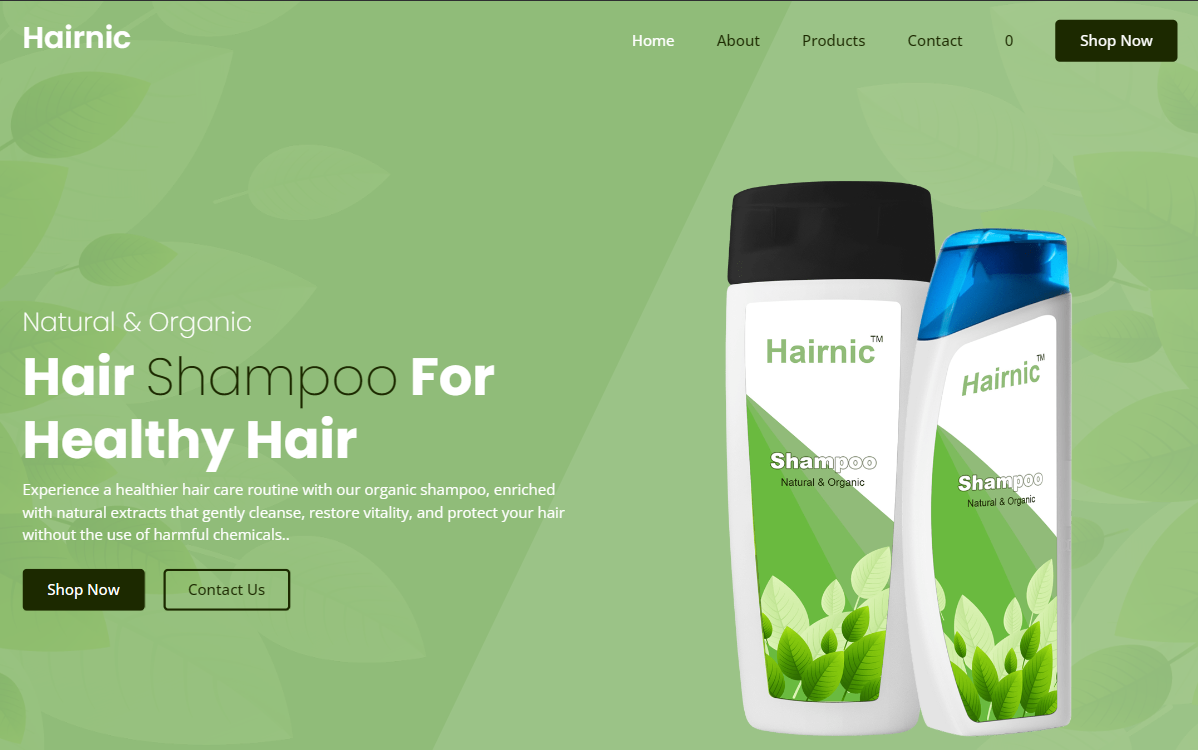 Hairnic
Home About Products Contact 0 Shop Now
Natural & Organic
Hair Shampoo For
Healthy Hair
Experience a healthier hair care routine with our organic shampoo, enriched
with natural extracts that gently cleanse, restore vitality, and protect your hair
without the use of harmful chemicals..
Shop Now Contact Us
Hairnic™
Shampoo
Natural & Organic
Hairnic™
Shampoo
Natural & Organic